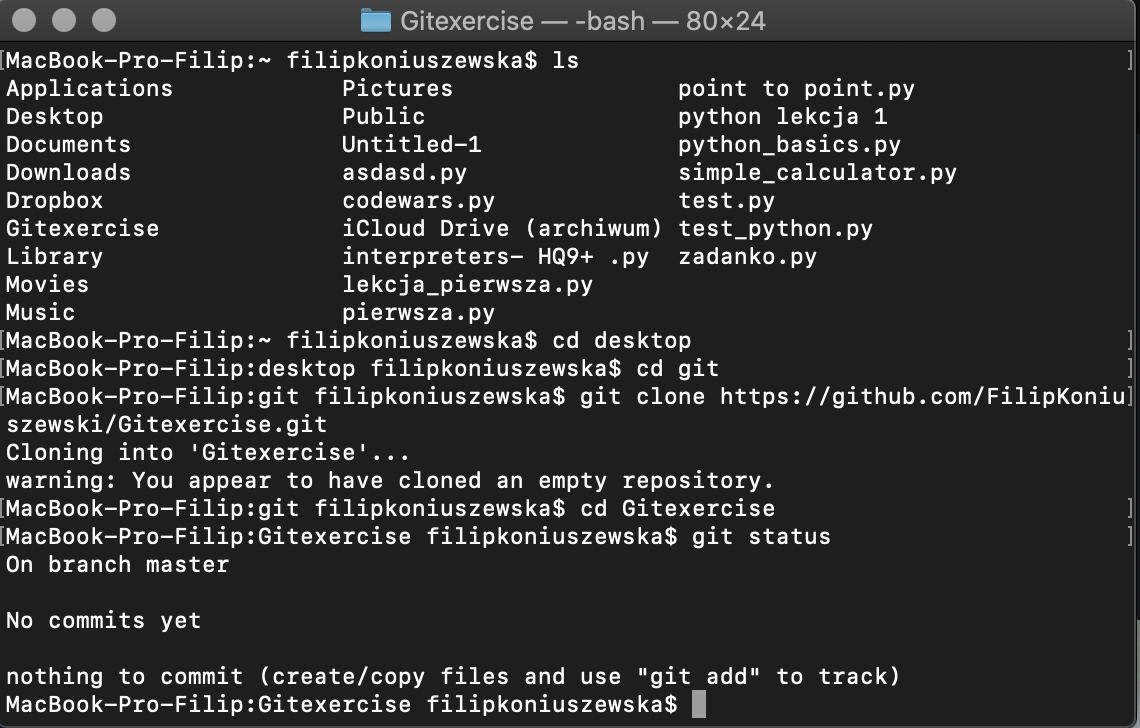 Gitexercise — -bash — 80×24
[MacBook-Pro-Filip:~ filipkoniuszewska$ ls ]
Applications Pictures point to point.py
Desktop Public python lekcja 1
Documents Untitled-1 python_basics.py
Downloads asdasd.py simple_calculator.py
Dropbox codewars.py test.py
Gitexercise iCloud Drive (archiwum) test_python.py
Library interpreters- HQ9+ .py zadanko.py
Movies lekcja_pierwsza.py
Music pierwsza.py
[MacBook-Pro-Filip:~ filipkoniuszewska$ cd desktop ]
[MacBook-Pro-Filip:desktop filipkoniuszewska$ cd git ]
[MacBook-Pro-Filip:git filipkoniuszewska$ git clone https://github.com/FilipKoniu]
szewski/Gitexercise.git
Cloning into 'Gitexercise'...
warning: You appear to have cloned an empty repository.
[MacBook-Pro-Filip:git filipkoniuszewska$ cd Gitexercise ]
[MacBook-Pro-Filip:Gitexercise filipkoniuszewska$ git status ]
On branch master
No commits yet
nothing to commit (create/copy files and use "git add" to track)
MacBook-Pro-Filip:Gitexercise filipkoniuszewska$